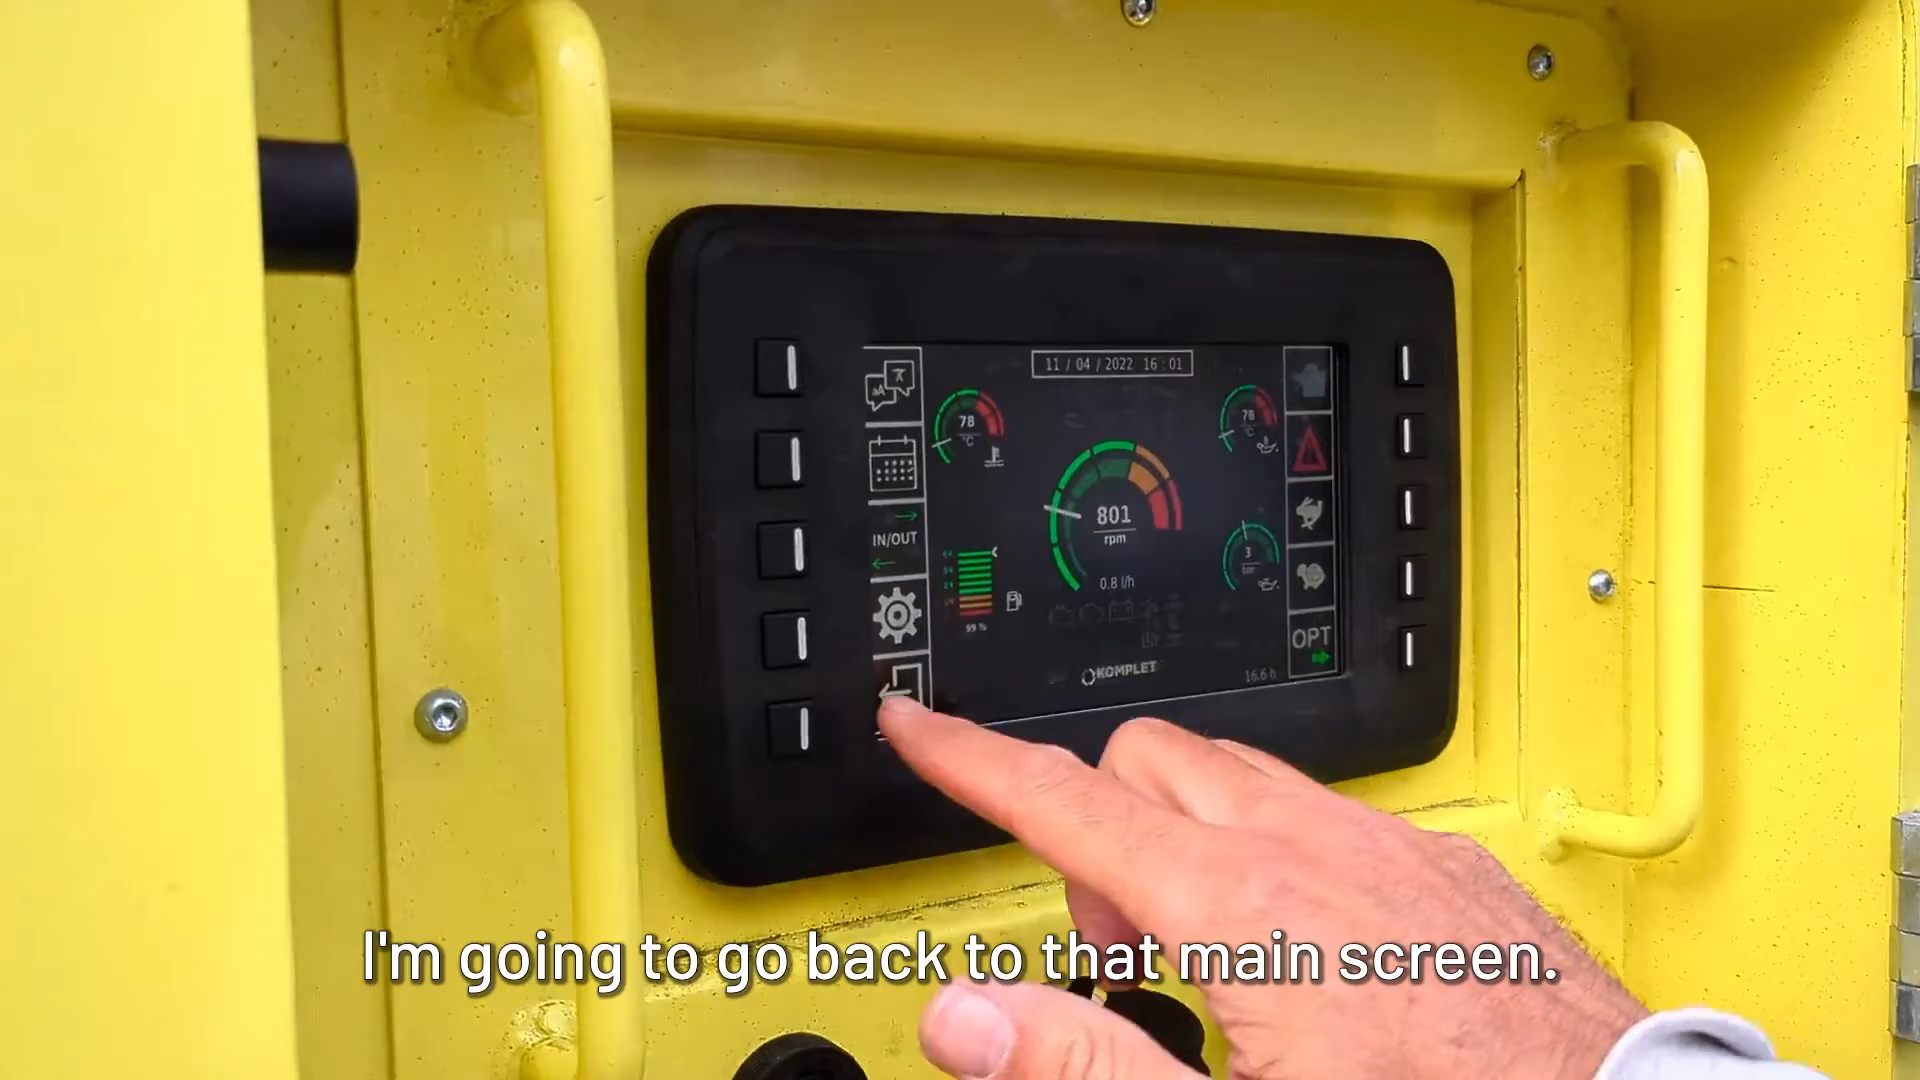 11 / 04 / 2022 16 : 01
78
°C
78
°C
IN/OUT
801
rpm
3
bar
0.8 l/h
99 %
OPT
KOMPLET
16.6 h
I'm going to go back to that main screen.